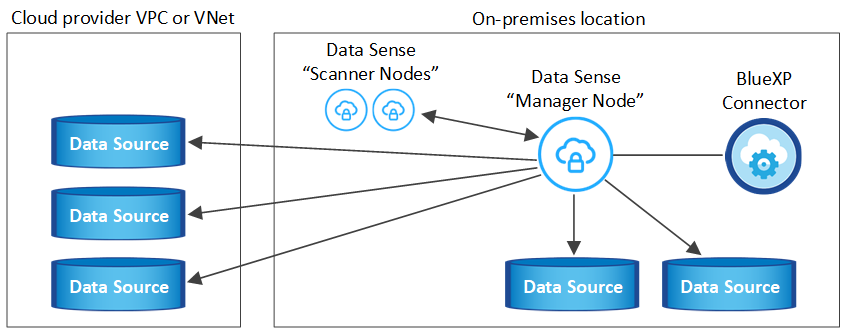 Cloud provider VPC or VNet
On-premises location
Data Sense
“Scanner Nodes”
Data Sense
“Manager Node”
BlueXP
Connector
Data Source
Data Source
Data Source
Data Source
Data Source